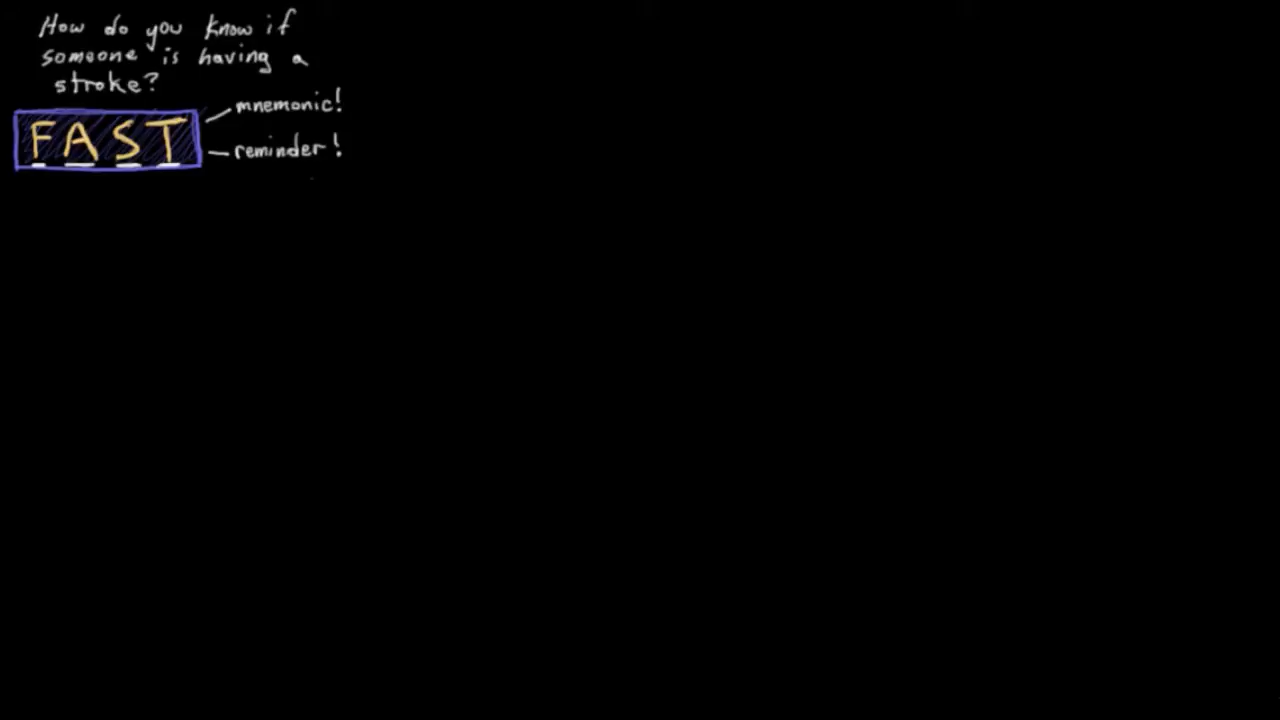 How do you know if
someone is having a
stroke?
mnemonic!
FAST
reminder!